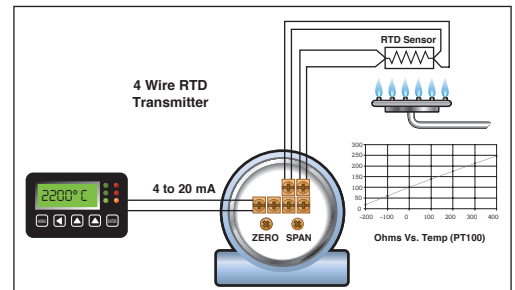 RTD Sensor
4 Wire RTD
Transmitter
2200°C
4 to 20 mA
ZERO SPAN
300
250
200
150
100
50
0
-200 -100 0 100 200 300 400
Ohms Vs. Temp (PT100)